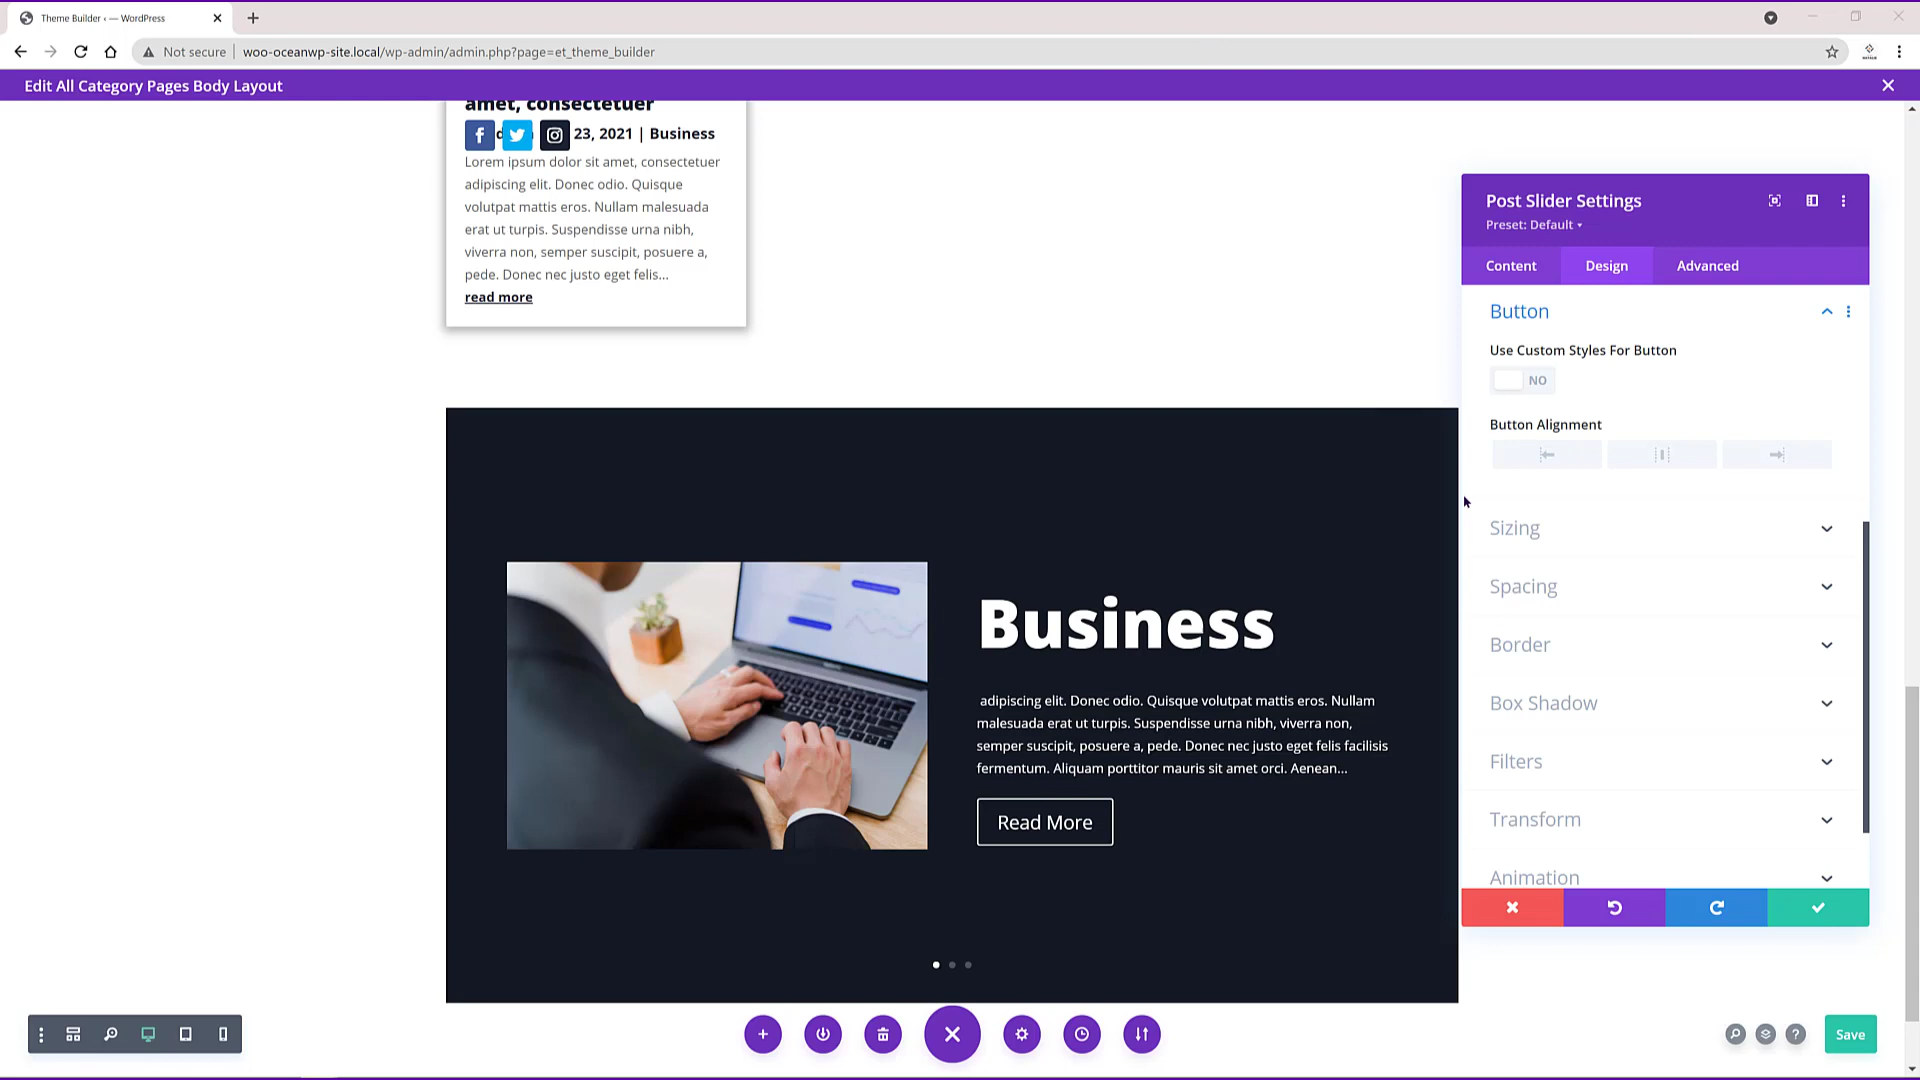 Theme Builder ‹ — WordPress
Not secure
woo-oceanwp-site.local/wp-admin/admin.php?page=et_theme_builder
Edit All Category Pages Body Layout
amet, consectetuer
23, 2021 | Business
Lorem ipsum dolor sit amet, consectetuer
adipiscing elit. Donec odio. Quisque
volutpat mattis eros. Nullam malesuada
erat ut turpis. Suspendisse urna nibh,
viverra non, semper suscipit, posuere a,
pede. Donec nec justo eget felis...
read more
Business
adipiscing elit. Donec odio. Quisque volutpat mattis eros. Nullam
malesuada erat ut turpis. Suspendisse urna nibh, viverra non,
semper suscipit, posuere a, pede. Donec nec justo eget felis facilisis
fermentum. Aliquam porttitor mauris sit amet orci. Aenean...
Read More
Post Slider Settings
Preset: Default
Content
Design
Advanced
Button
Use Custom Styles For Button
NO
Button Alignment
Sizing
Spacing
Border
Box Shadow
Filters
Transform
Animation
Save